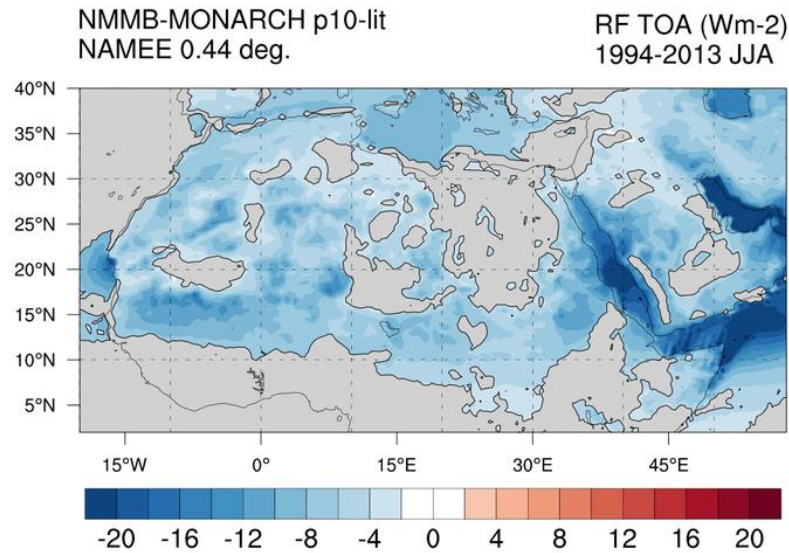 NMMB-MONARCH p10-lit
NAMEE 0.44 deg.
RF TOA (Wm-2)
1994-2013 JJA
40°N
35°N
30°N
25°N
20°N
15°N
10°N
5°N
15°W 0° 15°E 30°E 45°E
-20 -16 -12 -8 -4 0 4 8 12 16 20